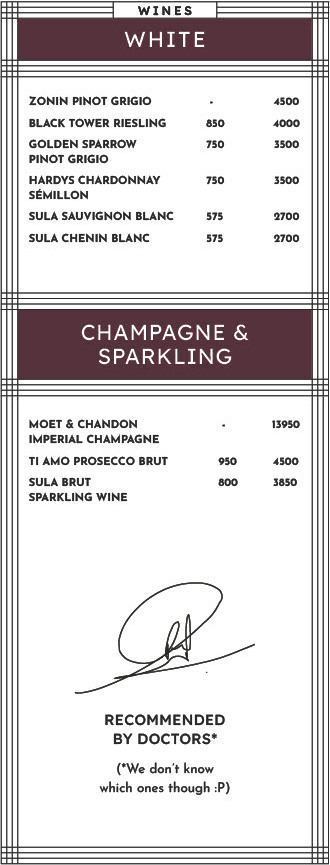 WINES
WHITE
ZONIN PINOT GRIGIO - 4500
BLACK TOWER RIESLING 850 4000
GOLDEN SPARROW 750 3500
PINOT GRIGIO
HARDYS CHARDONNAY 750 3500
SÉMILLON
SULA SAUVIGNON BLANC 575 2700
SULA CHENIN BLANC 575 2700
CHAMPAGNE &
SPARKLING
MOET & CHANDON - 13950
IMPERIAL CHAMPAGNE
TI AMO PROSECCO BRUT 950 4500
SULA BRUT 800 3850
SPARKLING WINE
RECOMMENDED
BY DOCTORS*
(*We don't know
which ones though :P)